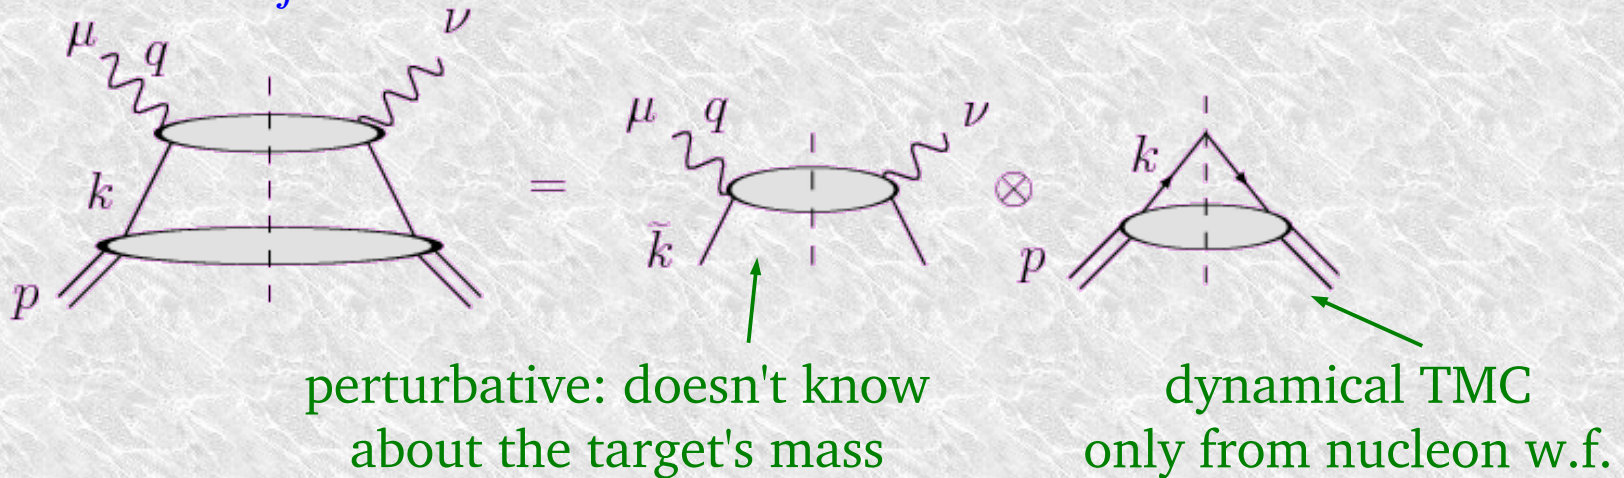 μ q ν
k
p
=
μ q ν
k̃
⊗
k
p
perturbative: doesn't know
about the target's mass
dynamical TMC
only from nucleon w.f.